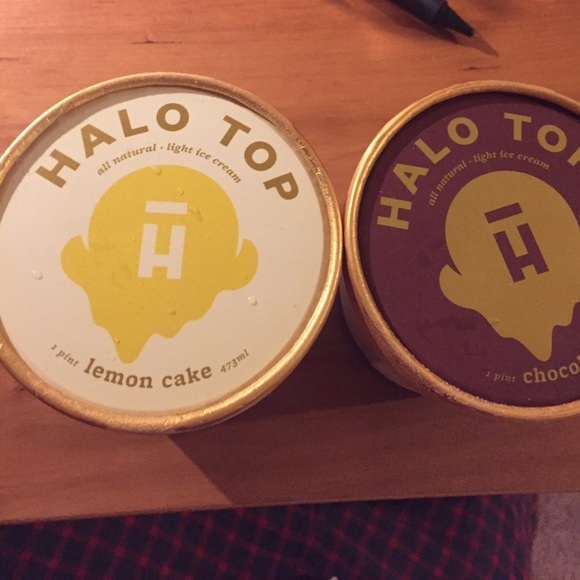 HALO TOP
all natural · light ice cream
H
1 pint lemon cake 473ml
HALO TOP
all natural · light ice cream
H
1 pint